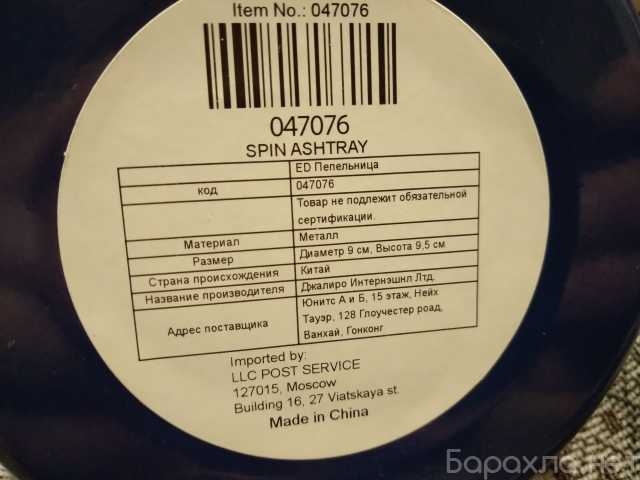 Item No.: 047076
047076
SPIN ASHTRAY
ED Пепельница
код 047076
Товар не подлежит обязательной
сертификации.
Материал Металл
Размер Диаметр 9 см, Высота 9,5 см
Страна происхождения Китай
Название производителя Джалиро Интернэшнл Лтд.
Адрес поставщика
Юнитс А и Б, 15 этаж, Нейх
Тауэр, 128 Глоучестер роад,
Ванхай, Гонконг
Imported by:
LLC POST SERVICE
127015, Moscow
Building 16, 27 Viatskaya st.
Made in China
Барахла.нет